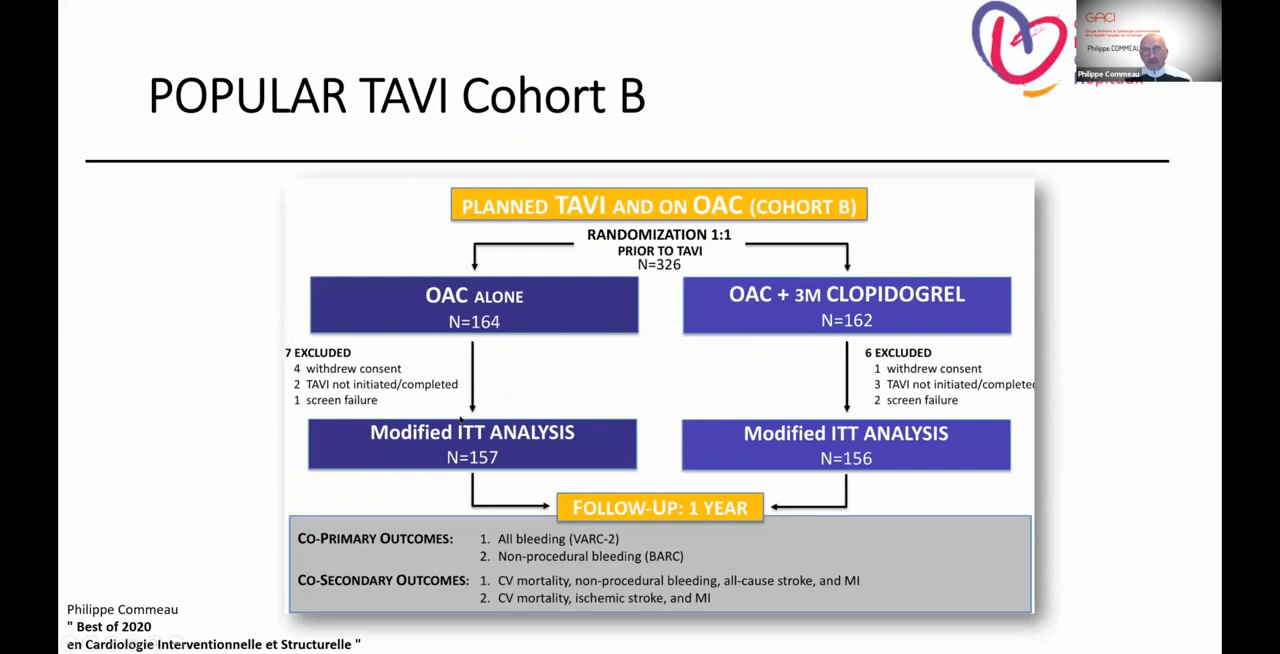 GACI
Philippe COMMEAU
Philippe Commeau
POPULAR TAVI Cohort B
PLANNED TAVI AND ON OAC (COHORT B)
RANDOMIZATION 1:1
PRIOR TO TAVI
N=326
OAC ALONE
N=164
OAC + 3M CLOPIDOGREL
N=162
7 EXCLUDED
4 withdrew consent
2 TAVI not initiated/completed
1 screen failure
6 EXCLUDED
1 withdrew consent
3 TAVI not initiated/completed
2 screen failure
Modified ITT ANALYSIS
N=157
Modified ITT ANALYSIS
N=156
FOLLOW-UP: 1 YEAR
CO-PRIMARY OUTCOMES: 1. All bleeding (VARC-2)
2. Non-procedural bleeding (BARC)
CO-SECONDARY OUTCOMES: 1. CV mortality, non-procedural bleeding, all-cause stroke, and MI
2. CV mortality, ischemic stroke, and MI
Philippe Commeau
" Best of 2020
en Cardiologie Interventionnelle et Structurelle "